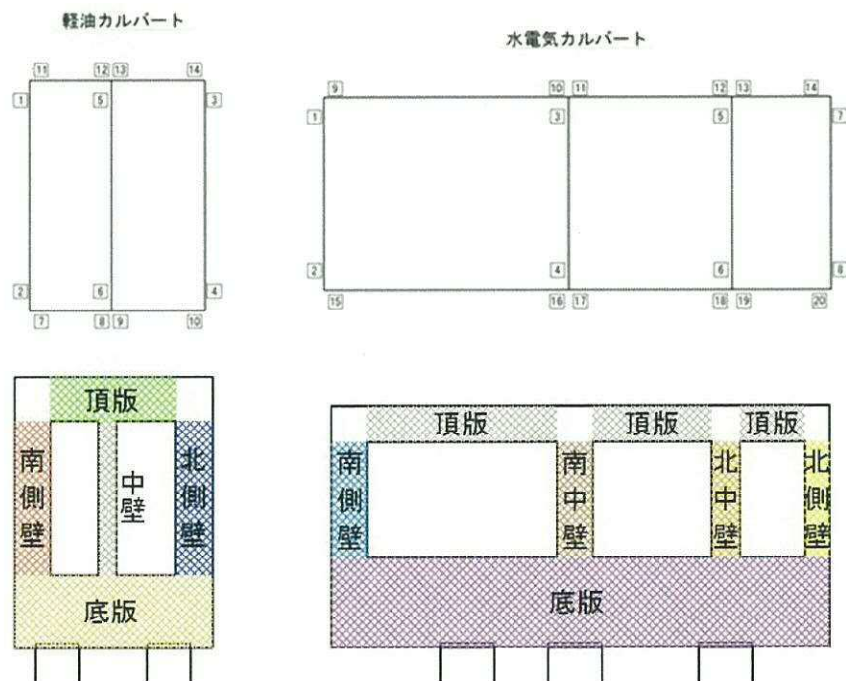 軽油カルバート
水電気カルバート
11 12 13 14
1 5 3
2 6 4
7 8 9 10
9 10 11 12 13 14
1 3 5 7
2 4 6 8
15 16 17 18 19 20
頂版
南側壁
中壁
北側壁
底版
頂版 頂版 頂版
南側壁
南中壁
北中壁
北側壁
底版